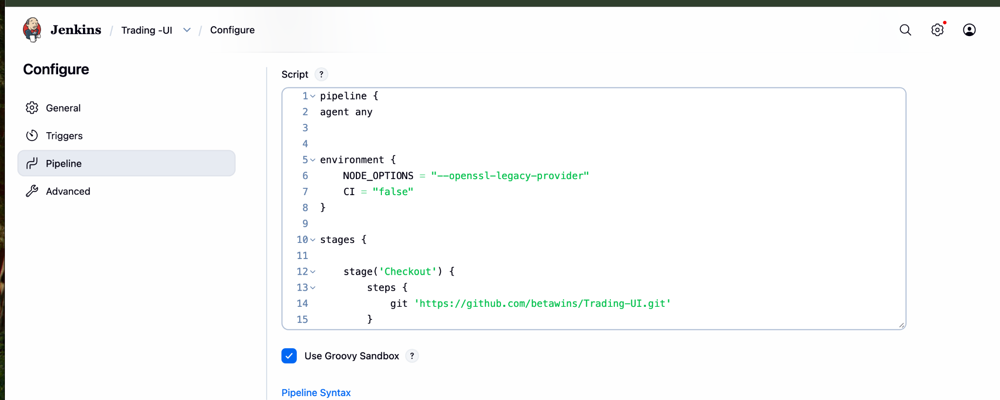 Jenkins / Trading -UI / Configure
Configure
General
Triggers
Pipeline
Advanced
Script ?
1 pipeline {
2 agent any
3
4
5 environment {
6     NODE_OPTIONS = "--openssl-legacy-provider"
7     CI = "false"
8 }
9
10 stages {
11
12     stage('Checkout') {
13         steps {
14             git 'https://github.com/betawins/Trading-UI.git'
15         }
Use Groovy Sandbox ?
Pipeline Syntax